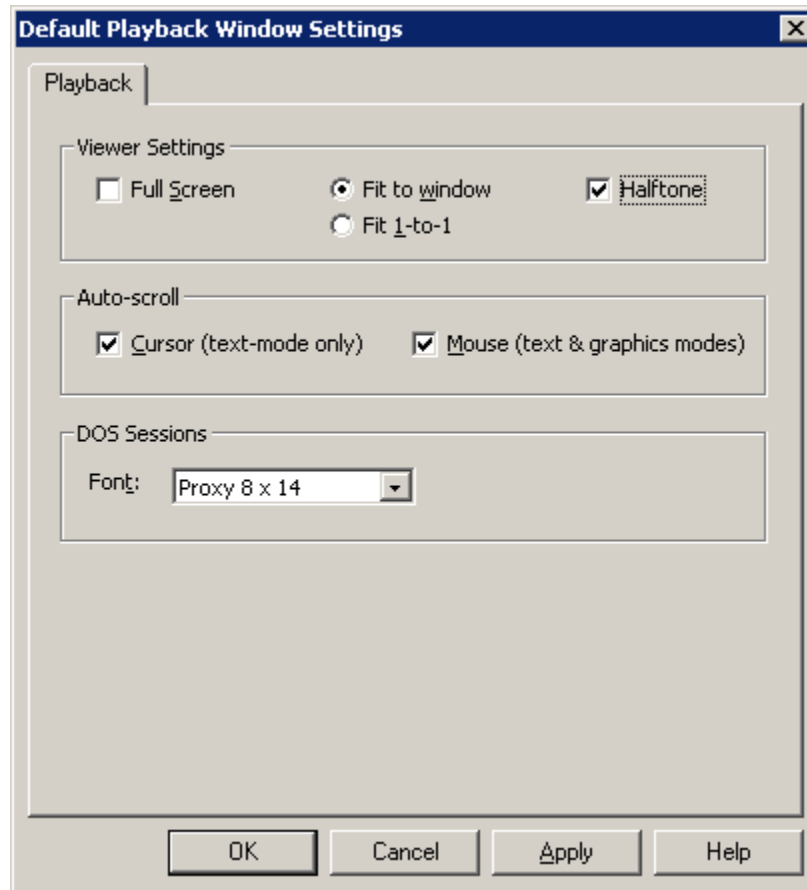 Default Playback Window Settings
Playback
Viewer Settings
Full Screen
Fit to window
Halftone
Fit 1-to-1
Auto-scroll
Cursor (text-mode only)
Mouse (text & graphics modes)
DOS Sessions
Font:
Proxy 8 x 14
OK
Cancel
Apply
Help